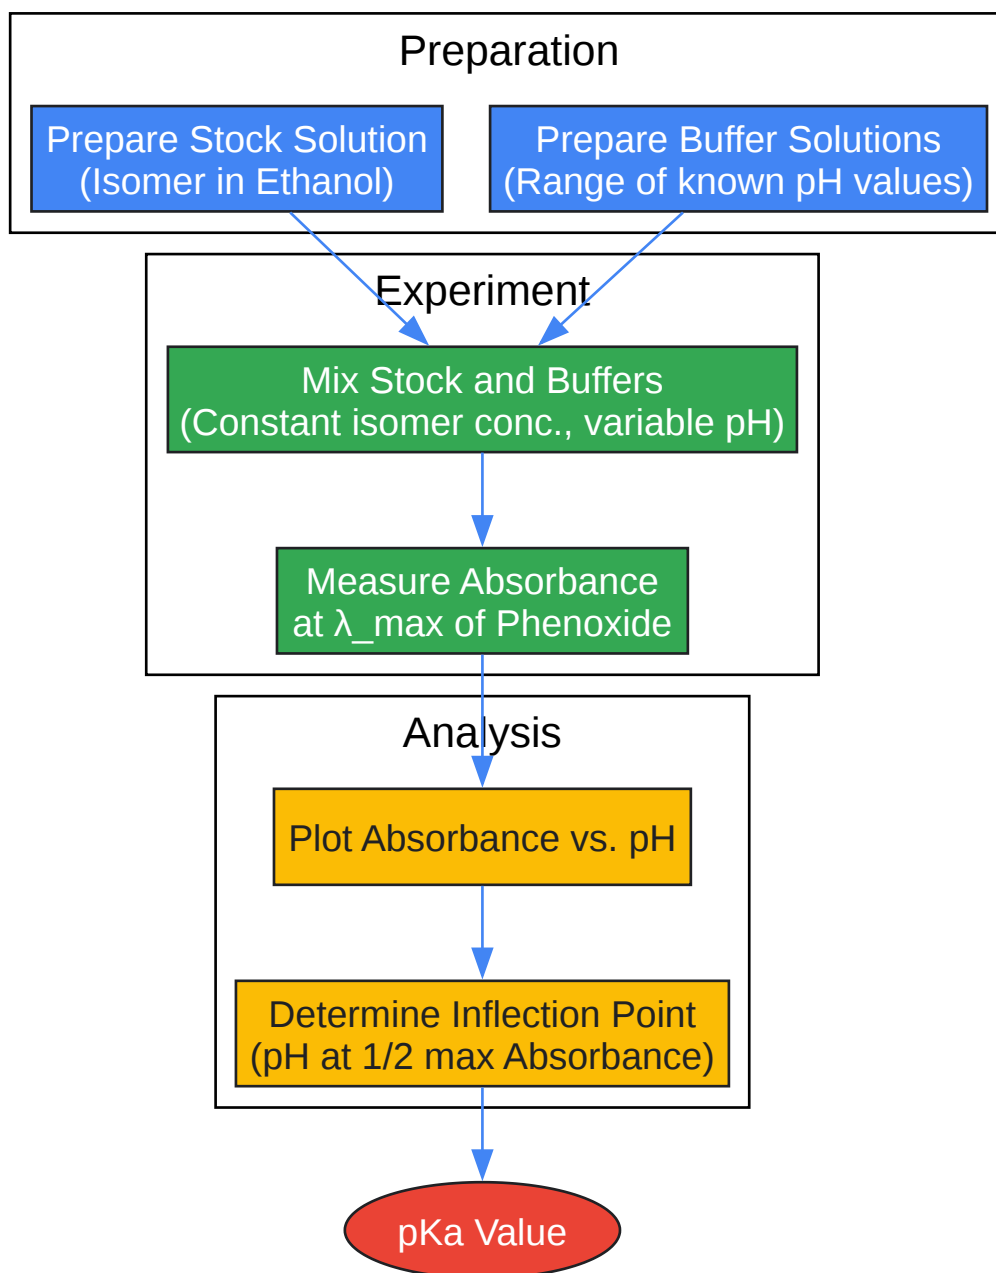 Preparation
Prepare Stock Solution
(Isomer in Ethanol)
Prepare Buffer Solutions
(Range of known pH values)
Experiment
Mix Stock and Buffers
(Constant isomer conc., variable pH)
Measure Absorbance
at λ_max of Phenoxide
Analysis
Plot Absorbance vs. pH
Determine Inflection Point
(pH at 1/2 max Absorbance)
pKa Value